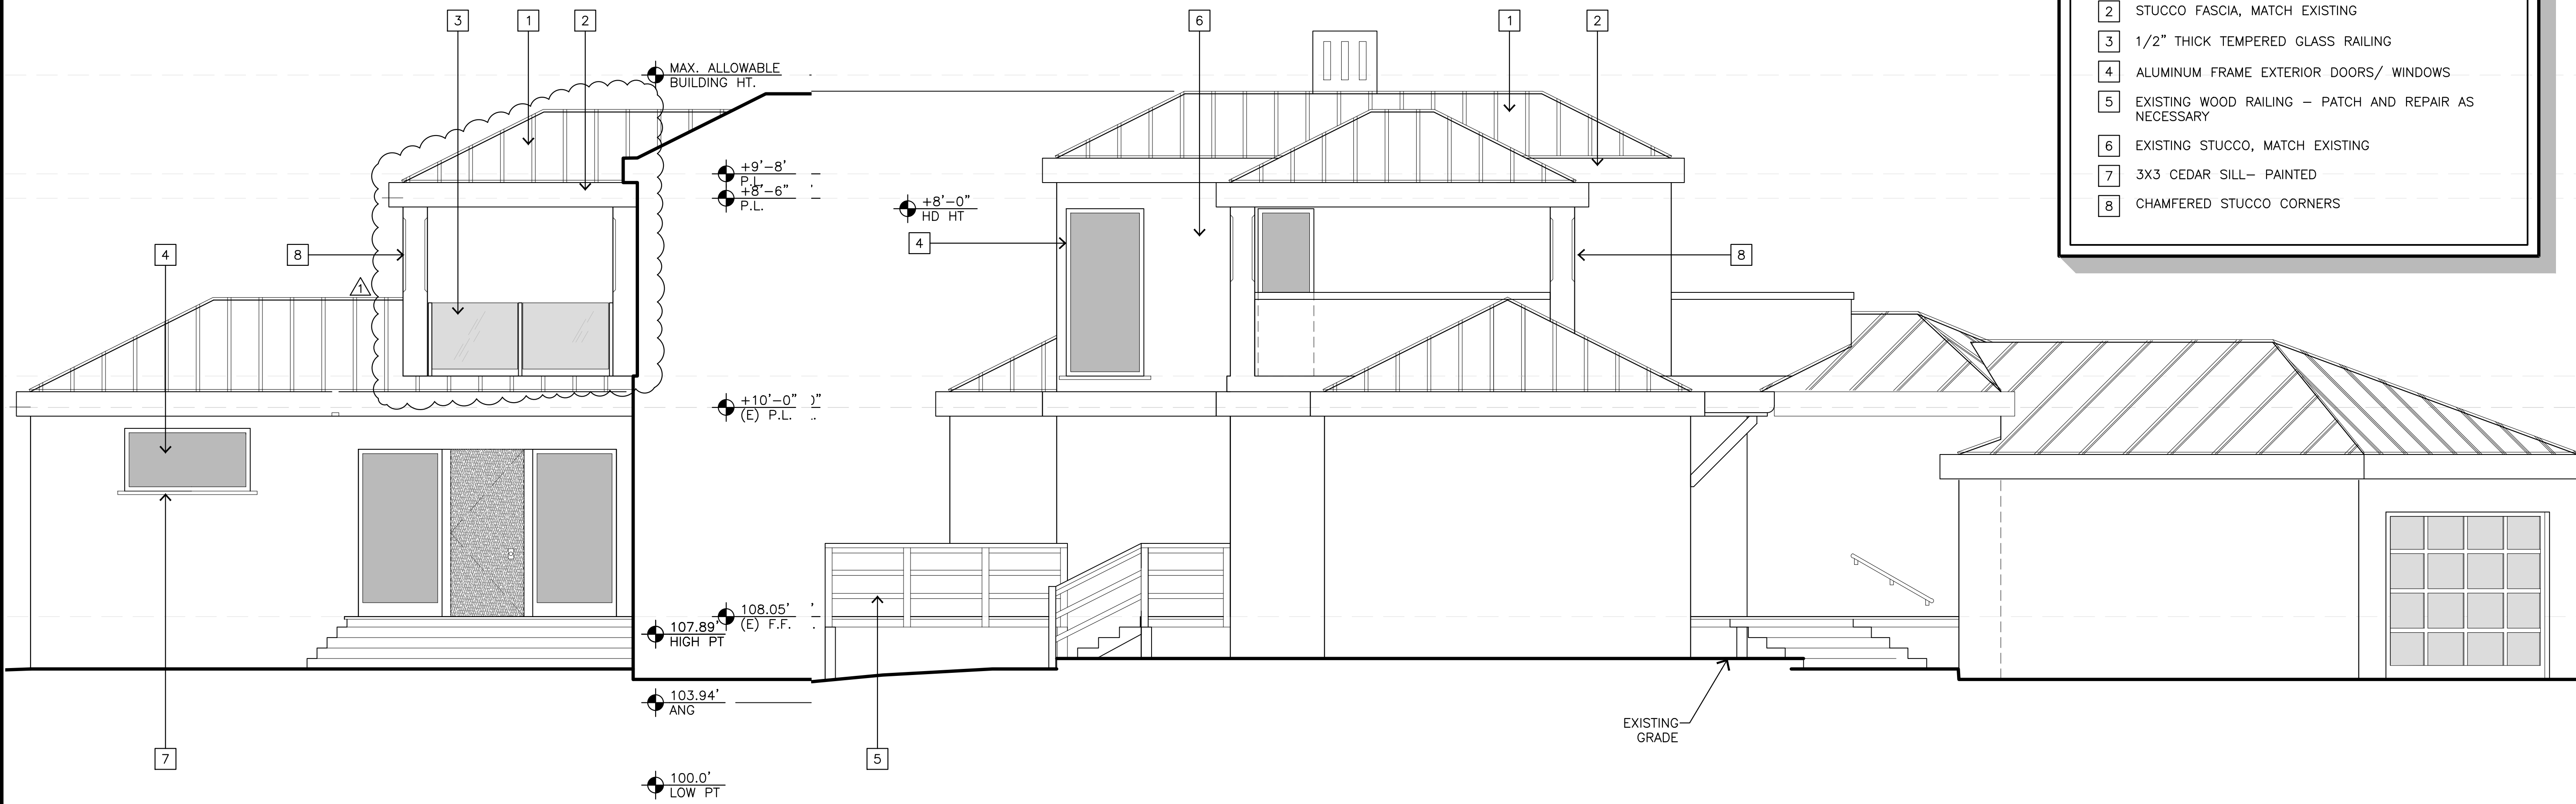 3
1
2
6
1
2
2 STUCCO FASCIA, MATCH EXISTING
3 1/2" THICK TEMPERED GLASS RAILING
4 ALUMINUM FRAME EXTERIOR DOORS/ WINDOWS
5 EXISTING WOOD RAILING – PATCH AND REPAIR AS
NECESSARY
6 EXISTING STUCCO, MATCH EXISTING
7 3X3 CEDAR SILL– PAINTED
8 CHAMFERED STUCCO CORNERS
MAX. ALLOWABLE
BUILDING HT.
+9'-8'
P.L.
+8'-6"
P.L.
+8'-0"
HD HT
4
8
4
8
1
+10'-0"
(E) P.L.
108.05'
(E) F.F.
107.89'
HIGH PT
103.94'
ANG
EXISTING
GRADE
7
5
100.0'
LOW PT